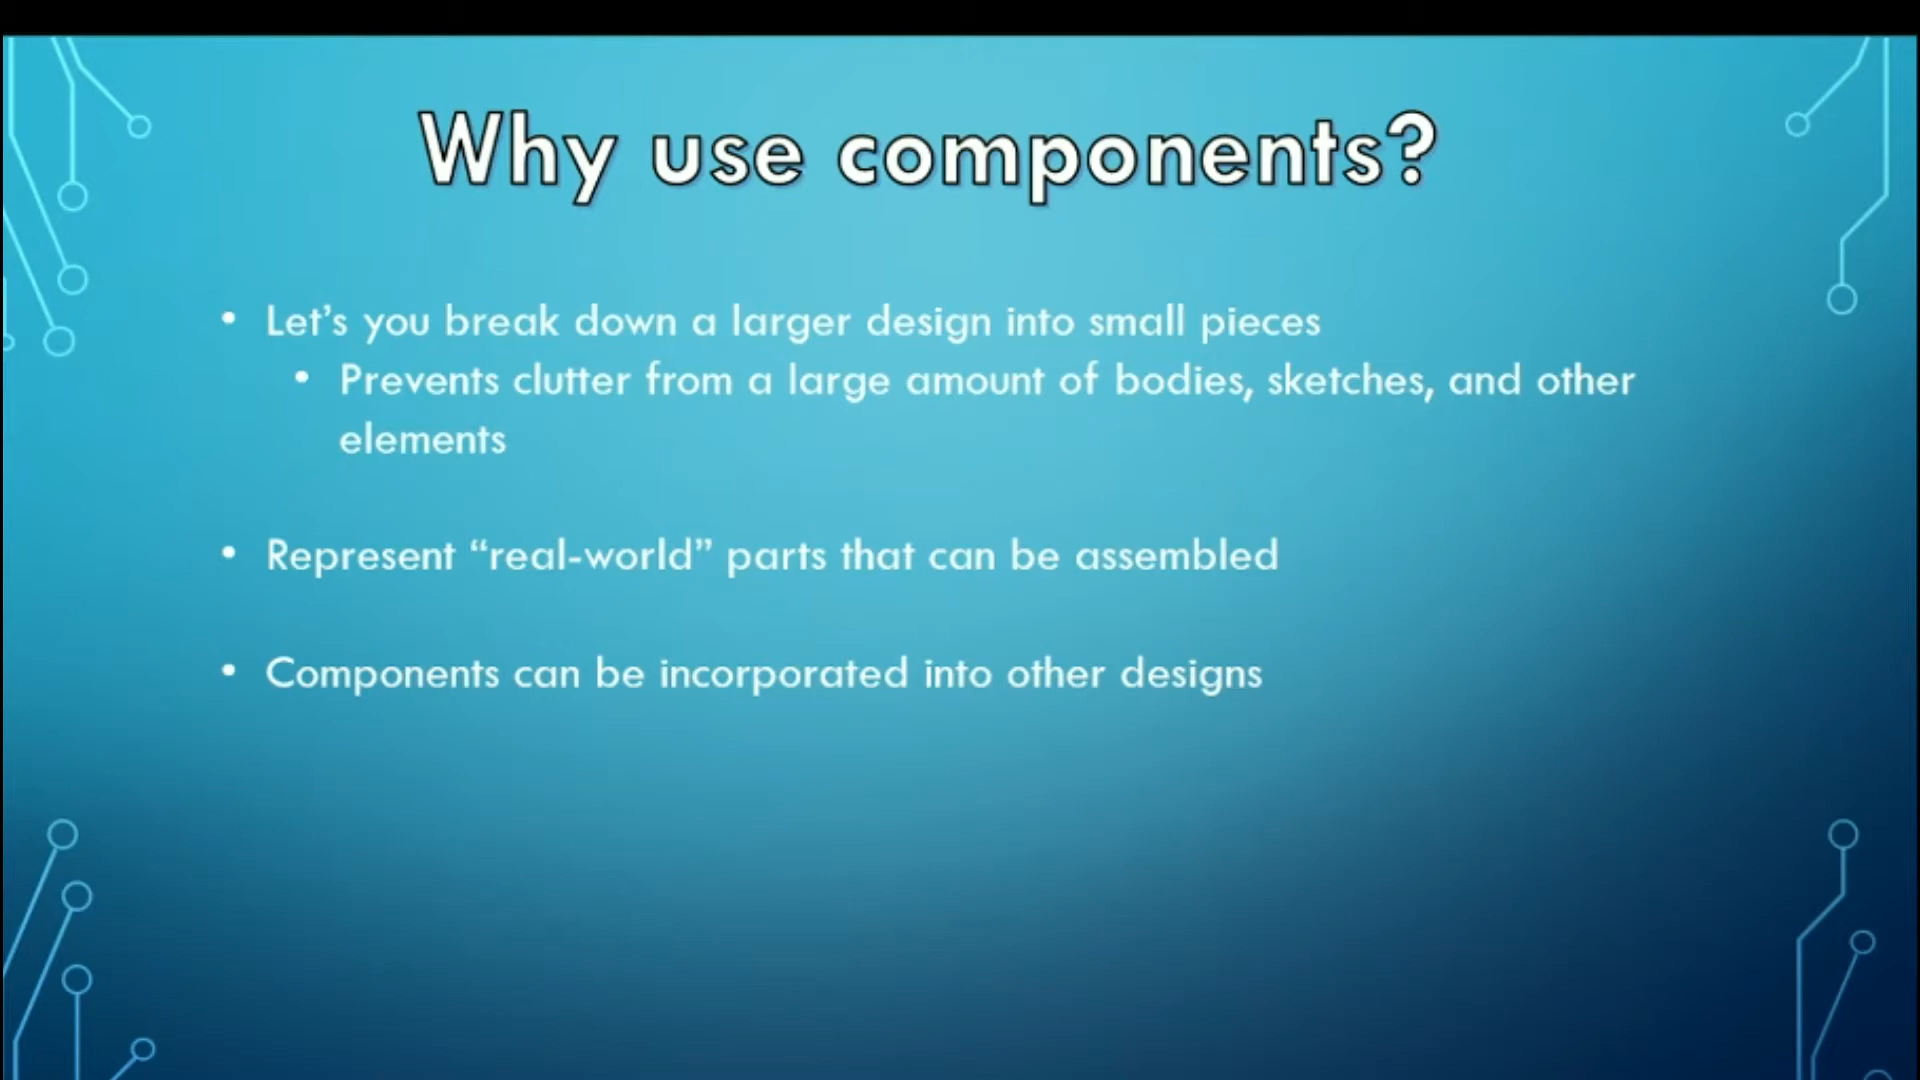 Why use components?
• Let’s you break down a larger design into small pieces
• Prevents clutter from a large amount of bodies, sketches, and other
elements
• Represent “real-world” parts that can be assembled
• Components can be incorporated into other designs